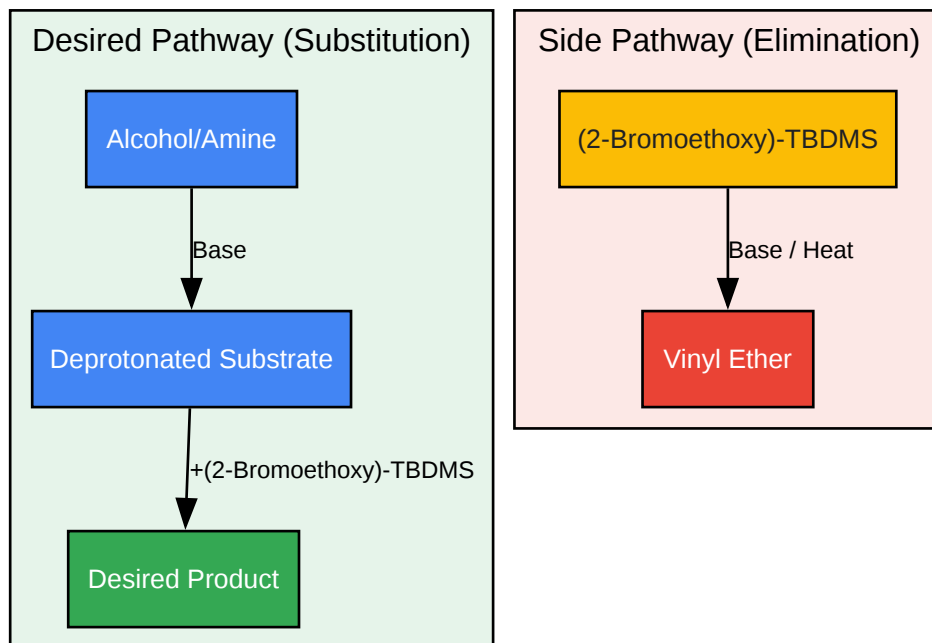 Desired Pathway (Substitution)
Alcohol/Amine
Base
Deprotonated Substrate
+(2-Bromoethoxy)-TBDMS
Desired Product
Side Pathway (Elimination)
(2-Bromoethoxy)-TBDMS
Base / Heat
Vinyl Ether